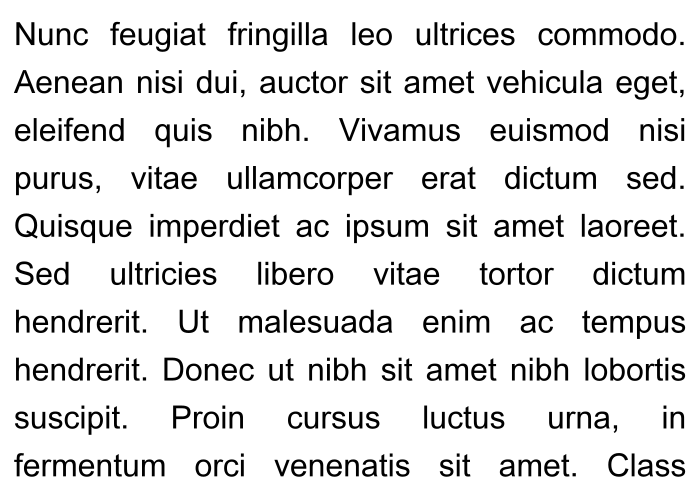 Nunc feugiat fringilla leo ultrices commodo.
Aenean nisi dui, auctor sit amet vehicula eget,
eleifend quis nibh. Vivamus euismod nisi
purus, vitae ullamcorper erat dictum sed.
Quisque imperdiet ac ipsum sit amet laoreet.
Sed ultricies libero vitae tortor dictum
hendrerit. Ut malesuada enim ac tempus
hendrerit. Donec ut nibh sit amet nibh lobortis
suscipit. Proin cursus luctus urna, in
fermentum orci venenatis sit amet. Class